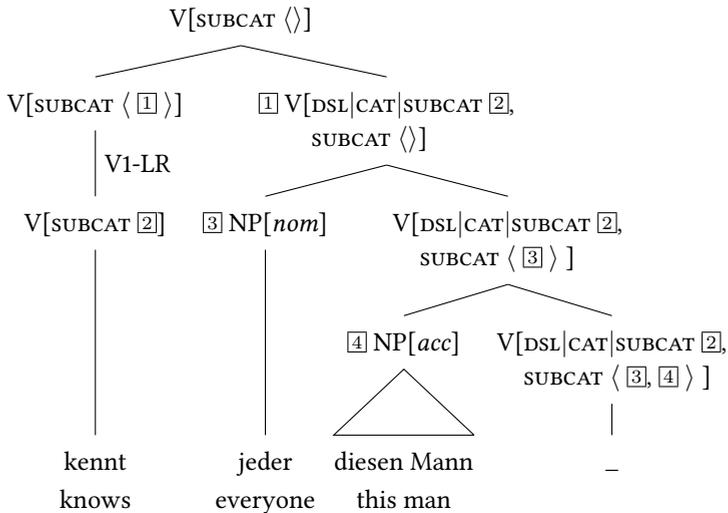 V[SUBCAT ⟨⟩]
V[SUBCAT ⟨ 1 ⟩] 1 V[DSL|CAT|SUBCAT 2,
SUBCAT ⟨⟩]
V1-LR
V[SUBCAT 2] 3 NP[nom] V[DSL|CAT|SUBCAT 2,
SUBCAT ⟨ 3 ⟩ ]
4 NP[acc] V[DSL|CAT|SUBCAT 2,
SUBCAT ⟨ 3, 4 ⟩ ]
kennt jeder diesen Mann _
knows everyone this man